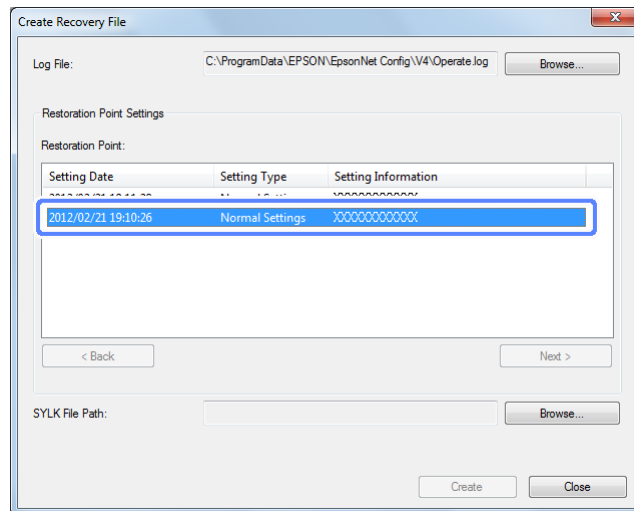 Create Recovery File
Log File: C:\ProgramData\EPSON\EpsonNet Config\V4\Operate.log Browse...
Restoration Point Settings
Restoration Point:
Setting Date Setting Type Setting Information
2012/02/21 19:10:26 Normal Settings XXXXXXXXXXXX
< Back Next >
SYLK File Path: Browse...
Create Close